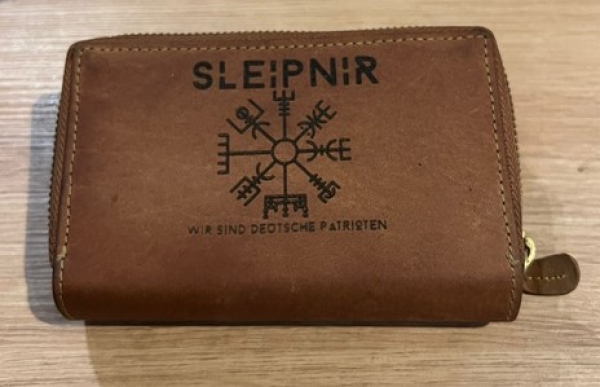 SLEIPNIR
WIR SIND DEUTSCHE PATRIOTEN